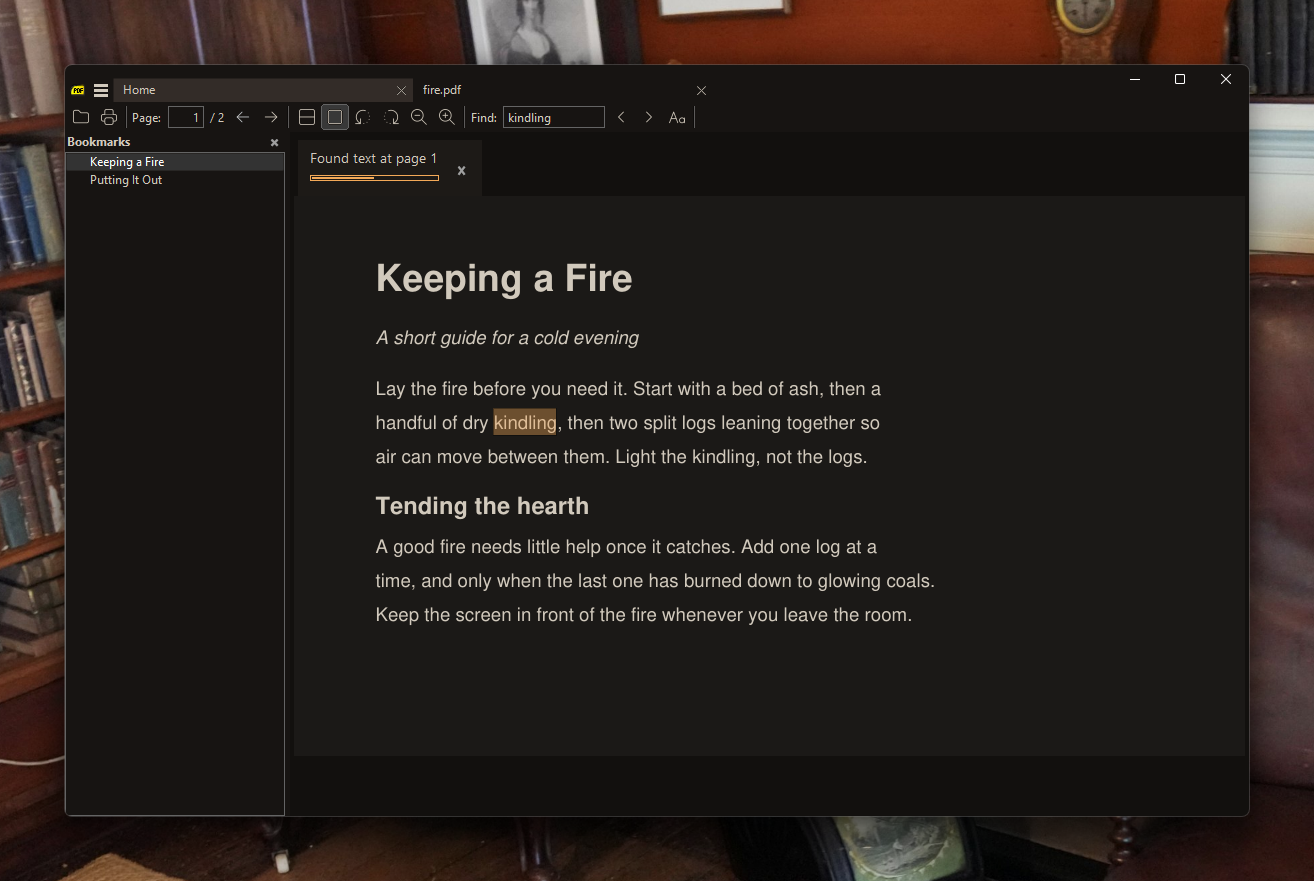 PDF
Home
fire.pdf
Page: 1 / 2
Find: kindling
Aa
Bookmarks
Keeping a Fire
Putting It Out
Found text at page 1
Keeping a Fire
A short guide for a cold evening
Lay the fire before you need it. Start with a bed of ash, then a
handful of dry kindling, then two split logs leaning together so
air can move between them. Light the kindling, not the logs.
Tending the hearth
A good fire needs little help once it catches. Add one log at a
time, and only when the last one has burned down to glowing coals.
Keep the screen in front of the fire whenever you leave the room.